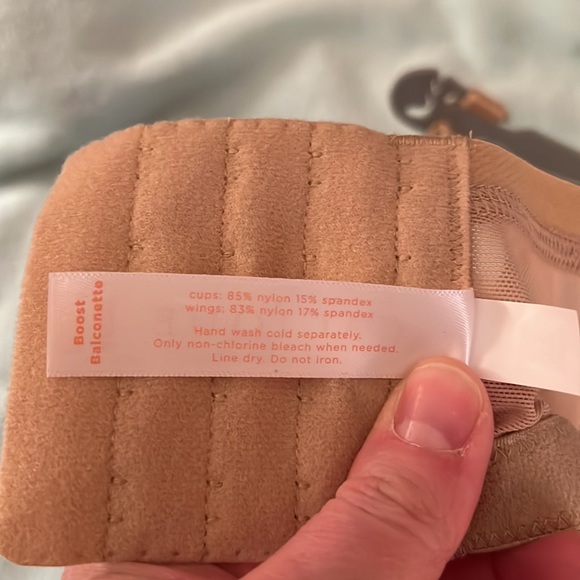 Boost
Balconette
cups: 85% nylon 15% spandex
wings: 83% nylon 17% spandex
Hand wash cold separately.
Only non-chlorine bleach when needed.
Line dry. Do not iron.